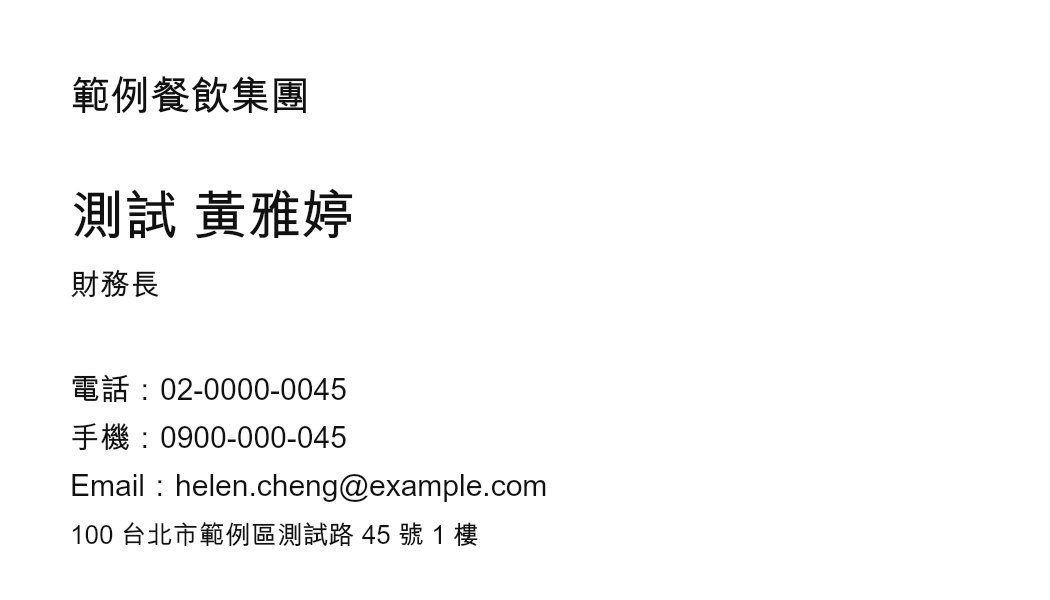 範例餐飲集團
測試 黃雅婷
財務長
電話：02-0000-0045
手機：0900-000-045
Email：helen.cheng@example.com
100 台北市範例區測試路 45 號 1 樓